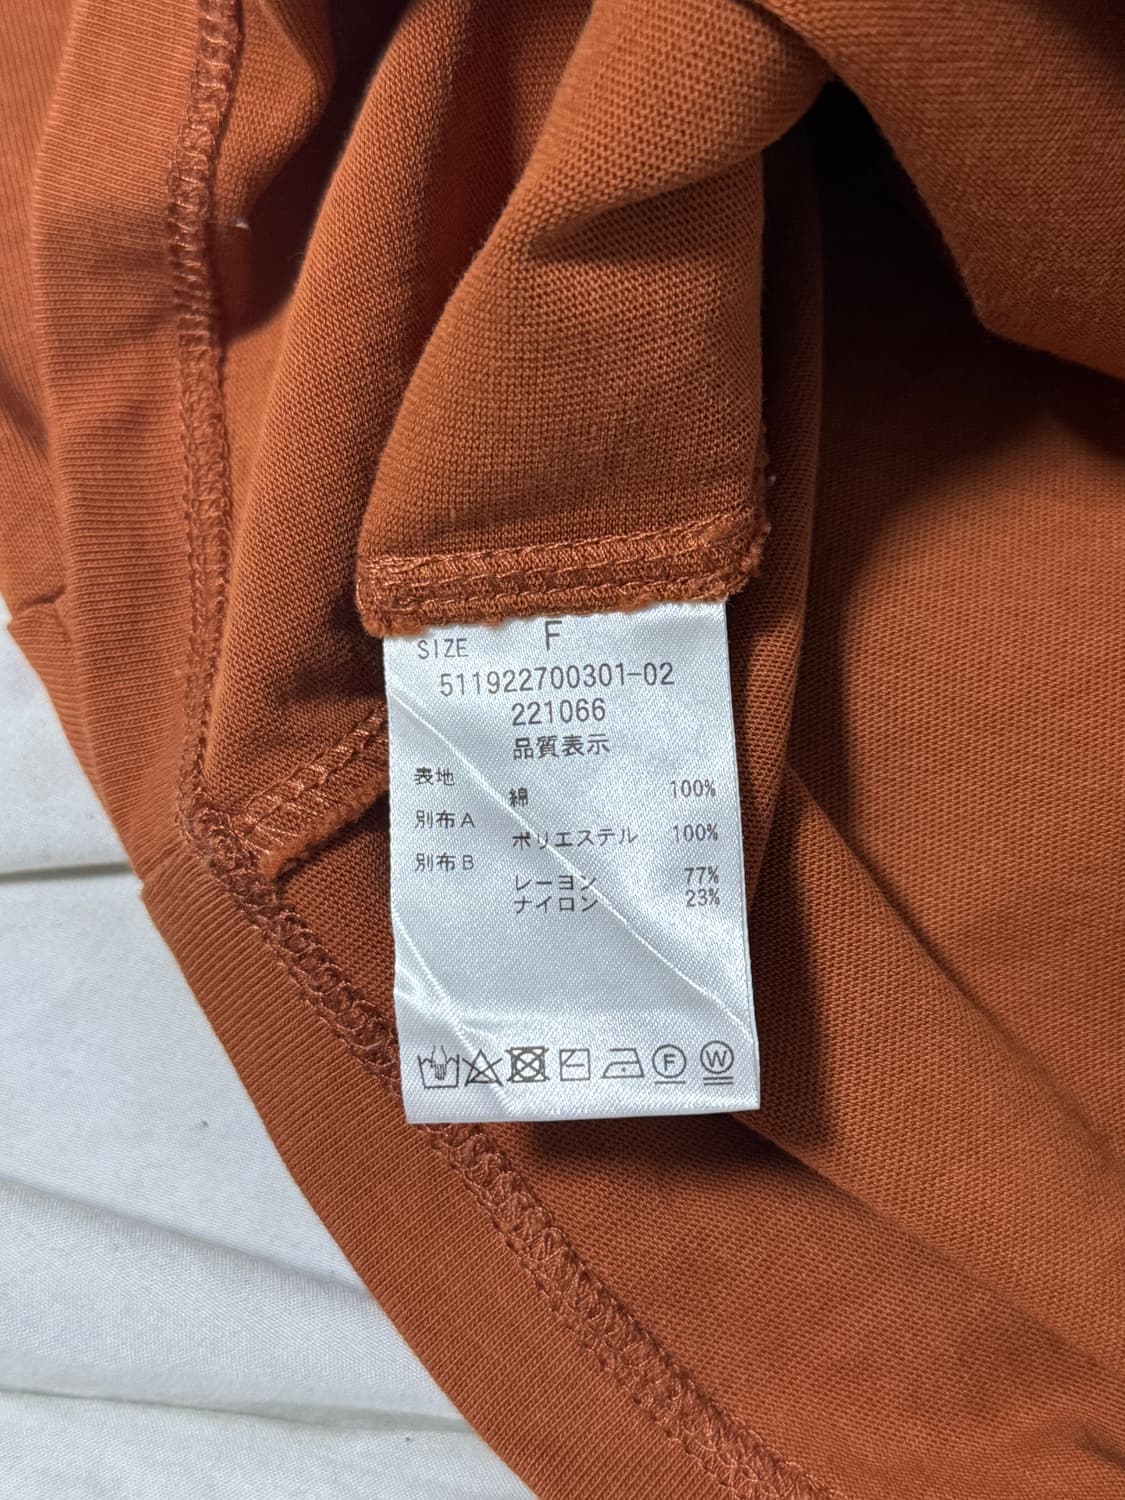 SIZE F
511922700301-02
221066
品質表示
表地
綿 100%
別布A
ポリエステル 100%
別布B
レーヨン 77%
ナイロン 23%
F W